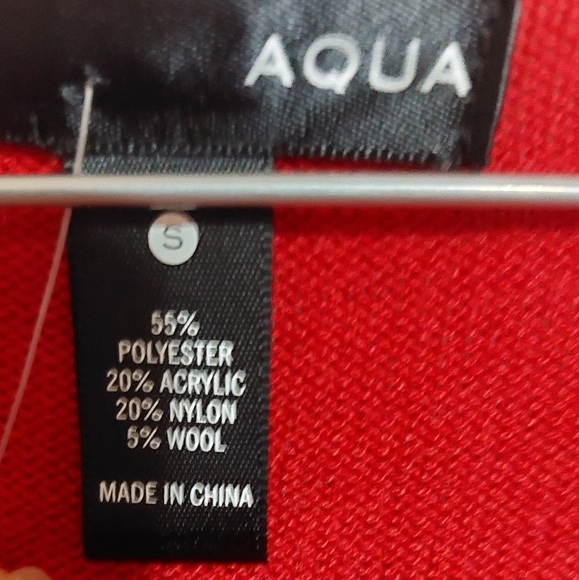 AQUA
S
55%
POLYESTER
20% ACRYLIC
20% NYLON
5% WOOL
MADE IN CHINA